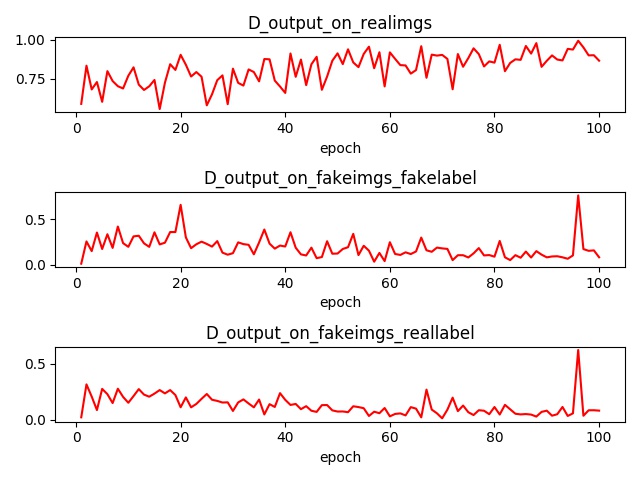 D_output_on_realimgs
1.00
0.75
0 20 40 60 80 100
epoch
D_output_on_fakeimgs_fakelabel
0.5
0.0
0 20 40 60 80 100
epoch
D_output_on_fakeimgs_reallabel
0.5
0.0
0 20 40 60 80 100
epoch